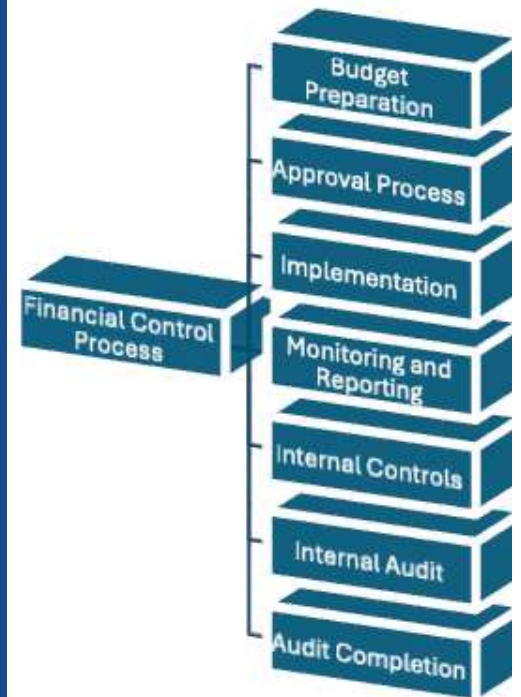 Budget
Preparation
Approval Process
Implementation
Financial Control
Process
Monitoring and
Reporting
Internal Controls
Internal Audit
Audit Completion